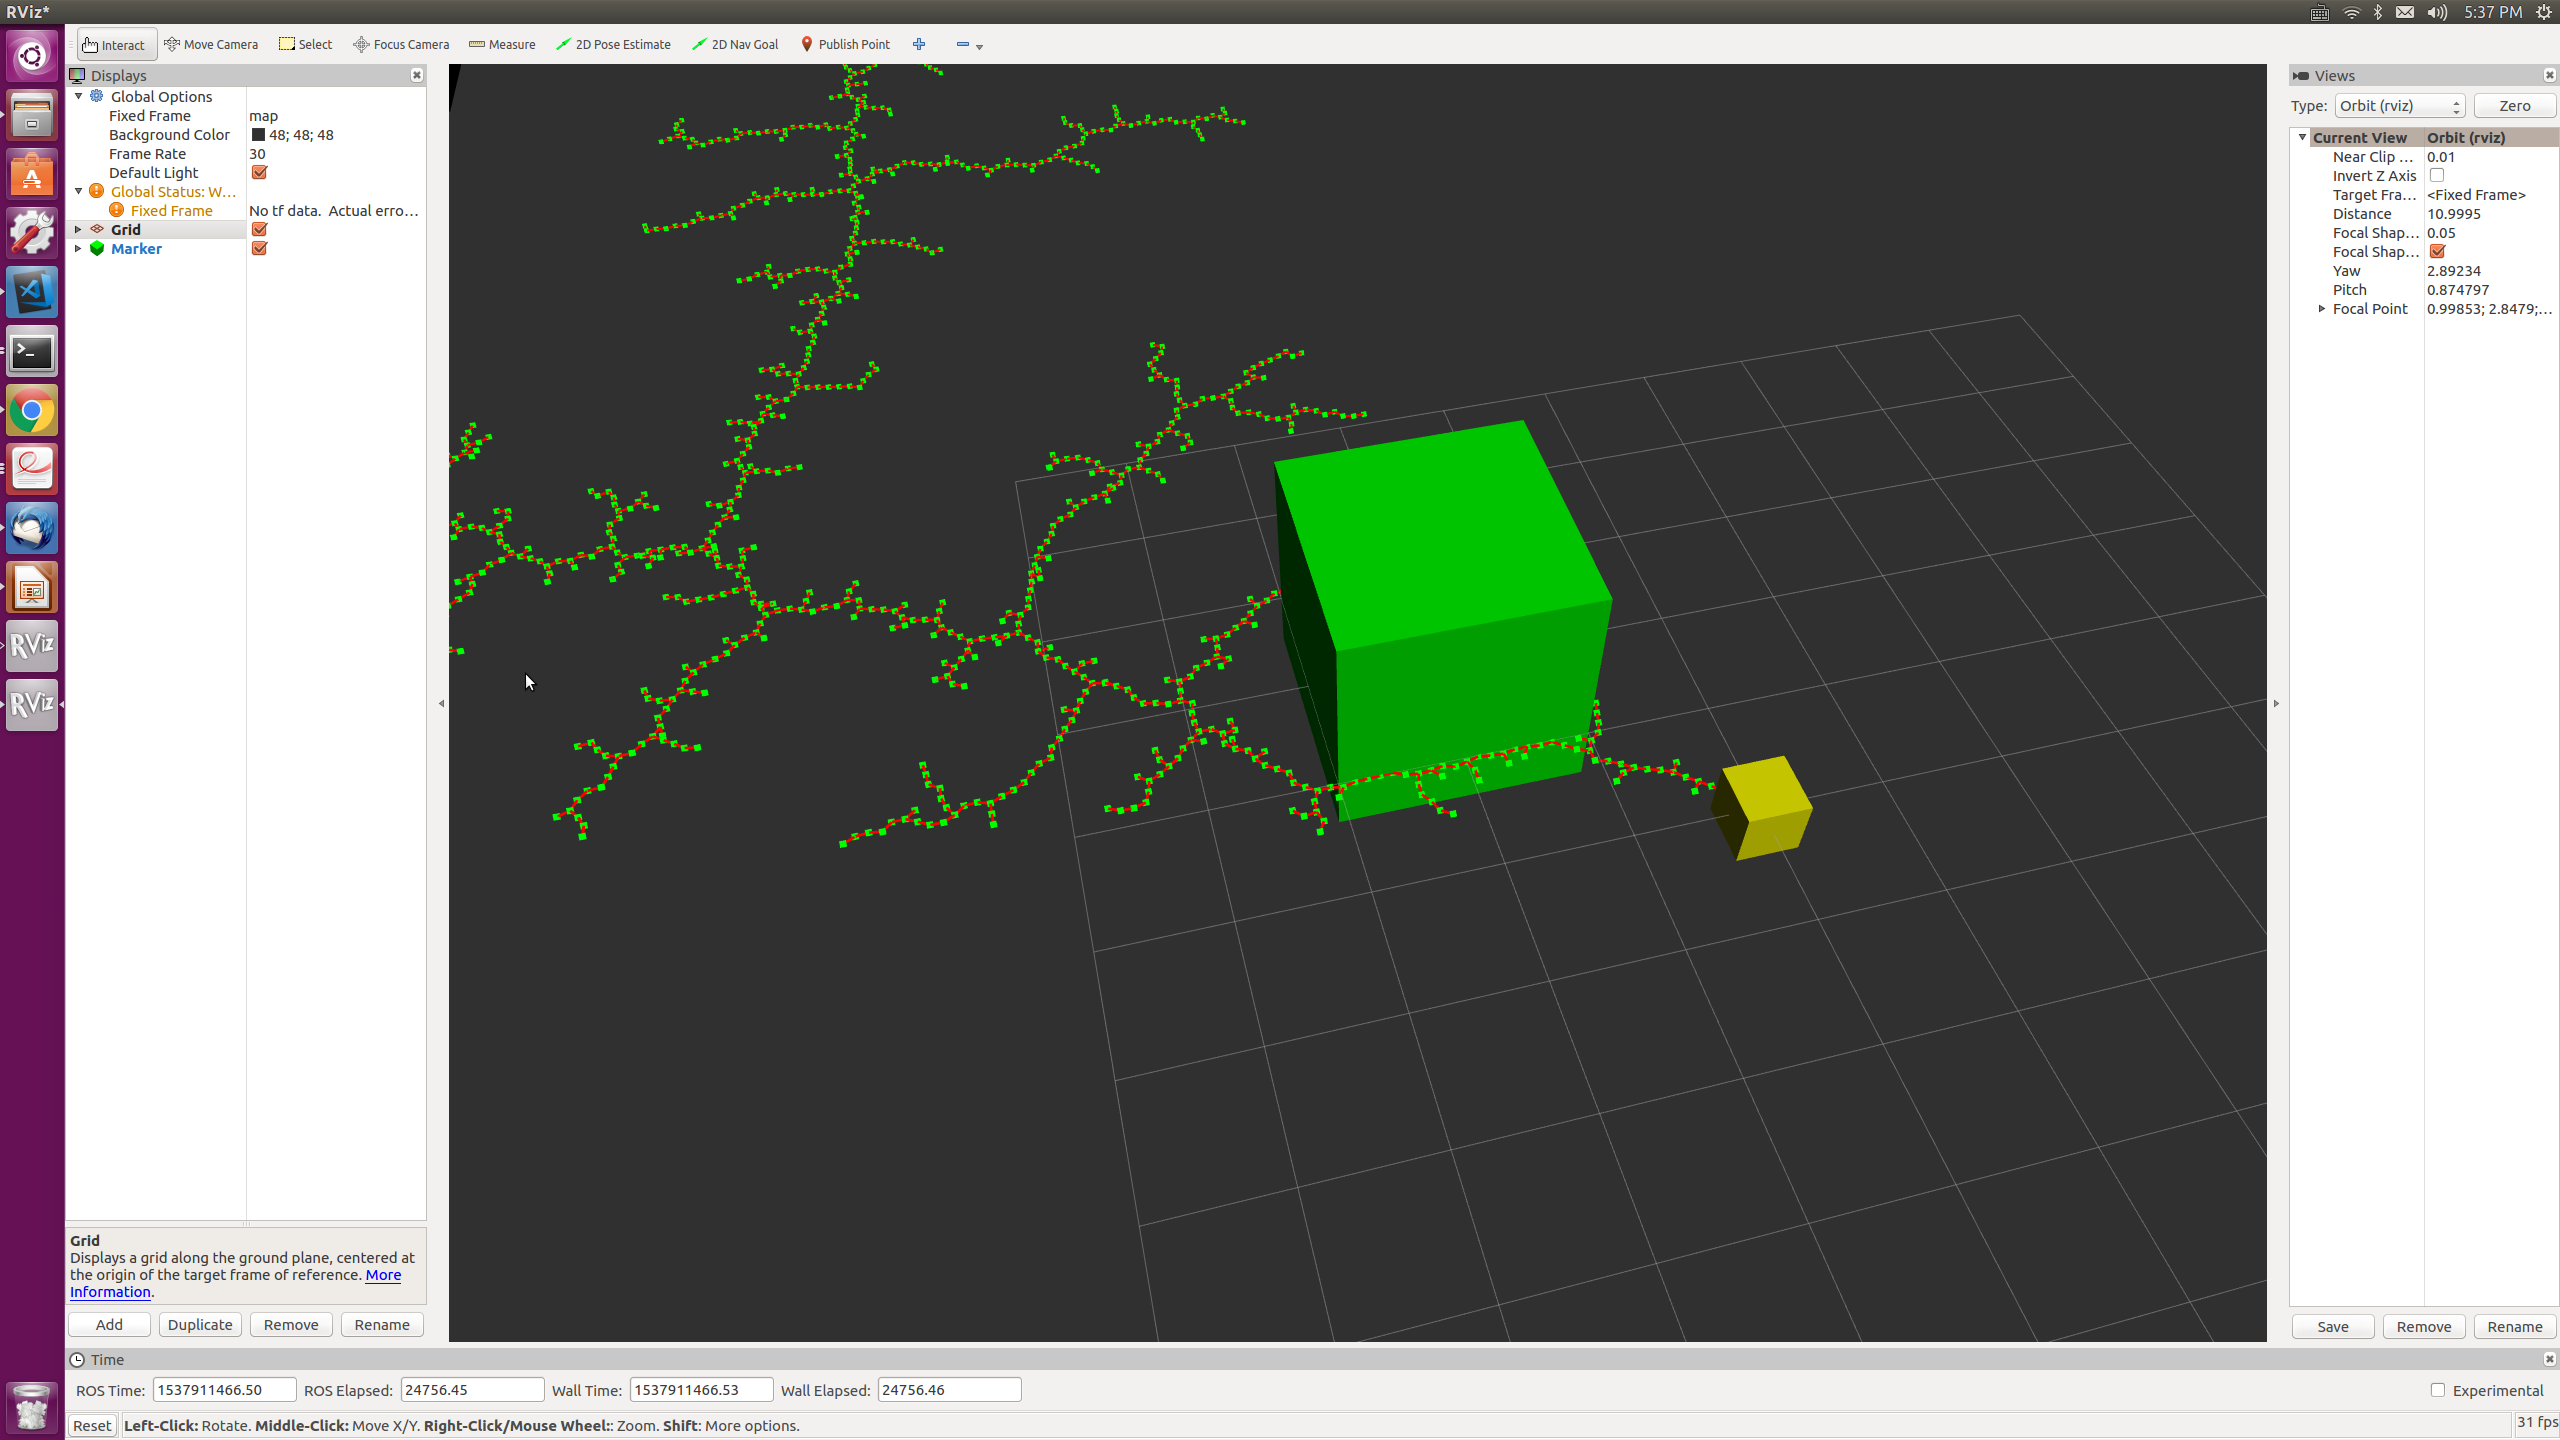 RViz*
5:37 PM
Interact
Move Camera
Select
Focus Camera
Measure
2D Pose Estimate
2D Nav Goal
Publish Point
Displays
Global Options
Fixed Frame map
Background Color 48; 48; 48
Frame Rate 30
Default Light
Global Status: W...
Fixed Frame No tf data. Actual erro...
Grid
Marker
Grid
Displays a grid along the ground plane, centered at
the origin of the target frame of reference. More
Information.
Add
Duplicate
Remove
Rename
RViz
RViz
Views
Type: Orbit (rviz)
Zero
Current View Orbit (rviz)
Near Clip ... 0.01
Invert Z Axis
Target Fra... <Fixed Frame>
Distance 10.9995
Focal Shap... 0.05
Focal Shap...
Yaw 2.89234
Pitch 0.874797
Focal Point 0.99853; 2.8479;...
Save
Remove
Rename
Time
ROS Time: 1537911466.50 ROS Elapsed: 24756.45 Wall Time: 1537911466.53 Wall Elapsed: 24756.46
Experimental
Reset
Left-Click: Rotate. Middle-Click: Move X/Y. Right-Click/Mouse Wheel:: Zoom. Shift: More options.
31 fps